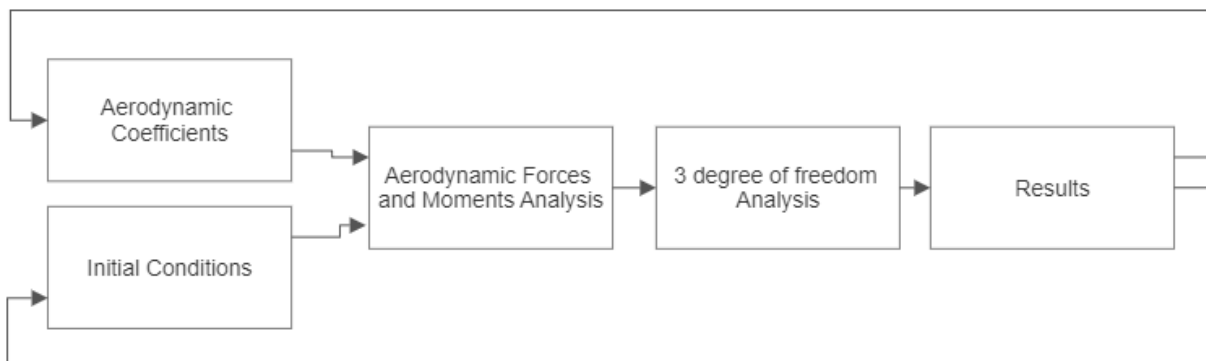 Aerodynamic
Coefficients
Initial Conditions
Aerodynamic Forces
and Moments Analysis
3 degree of freedom
Analysis
Results